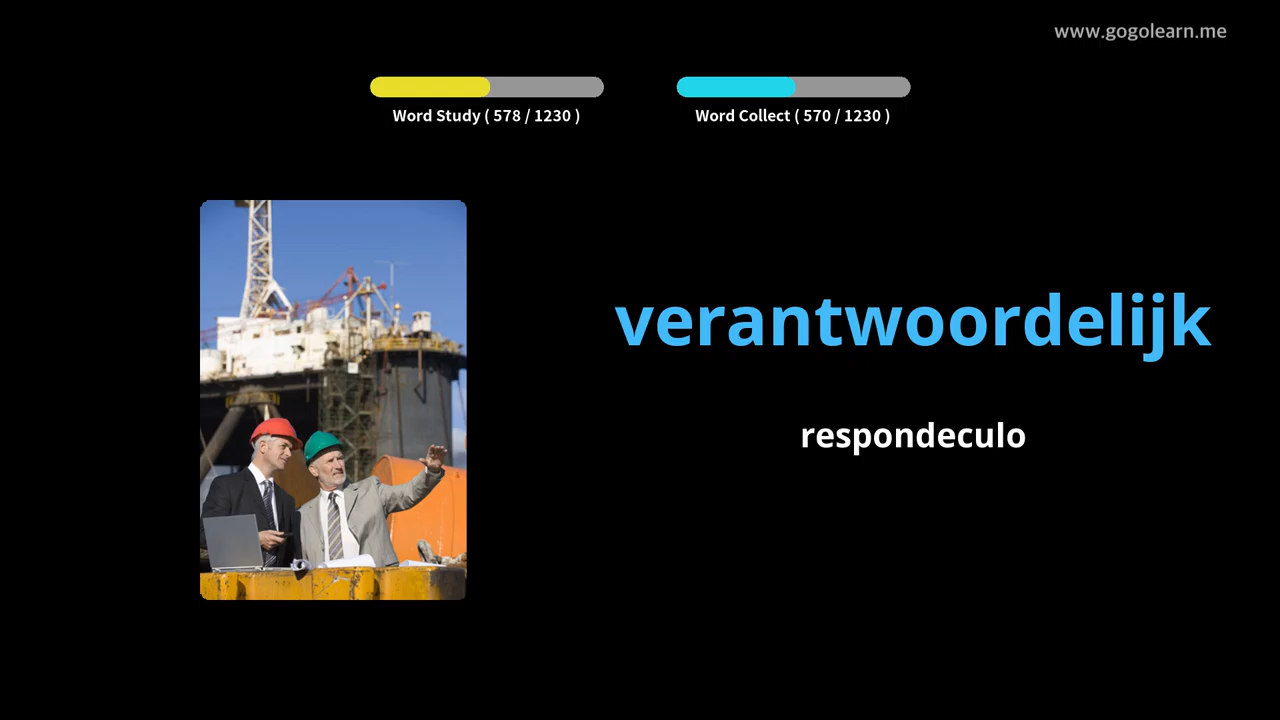 www.gogolearn.me
Word Study ( 578 / 1230 )
Word Collect ( 570 / 1230 )
verantwoordelijk
respondeculo